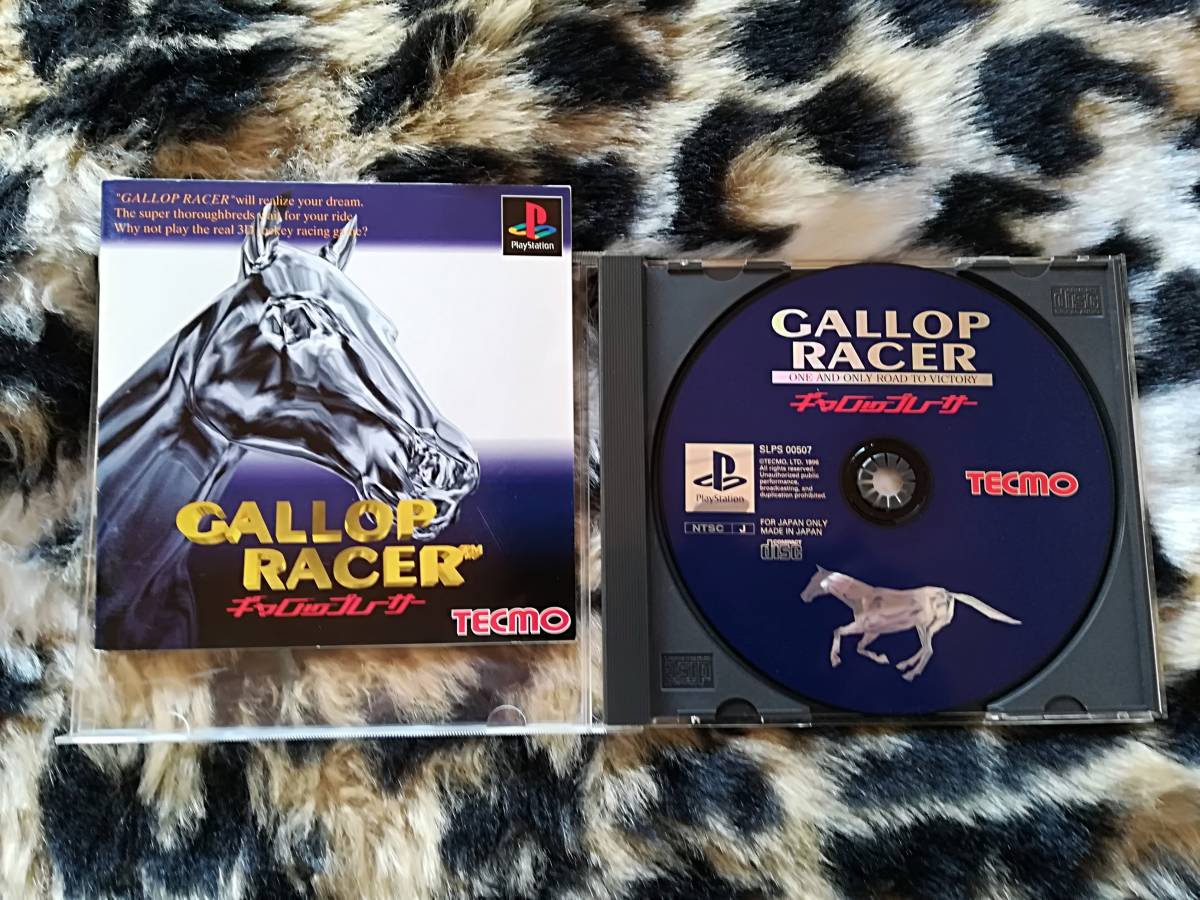 "GALLOP RACER" will realize your dream.
The super thoroughbreds wait for your ride.
Why not play the real 3D jockey racing game?
PlayStation
GALLOP
RACER™
ギャロップレーサー
TECMO
GALLOP
RACER
ONE AND ONLY ROAD TO VICTORY
ギャロップレーサー
SLPS 00507
©TECMO, LTD. 1996
All rights reserved.
Unauthorized public
performance,
broadcasting, and
duplication prohibited.
PlayStation
TECMO
NTSC J
FOR JAPAN ONLY
MADE IN JAPAN
COMPACT
disc
disc
disc